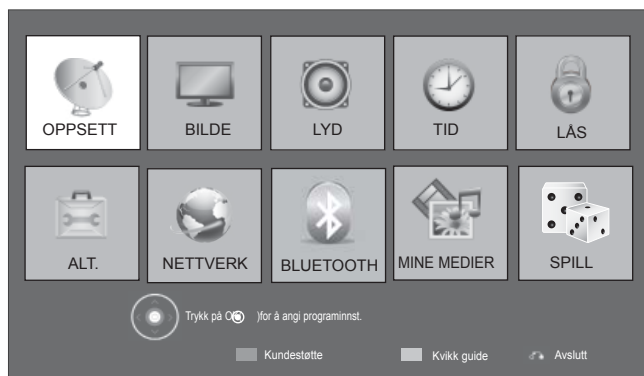 OPPSETT BILDE LYD TID LÅS
ALT. NETTVERK BLUETOOTH MINE MEDIER SPILL
Trykk på O )for å angi programinnst.
Kundestøtte Kvikk guide Avslutt